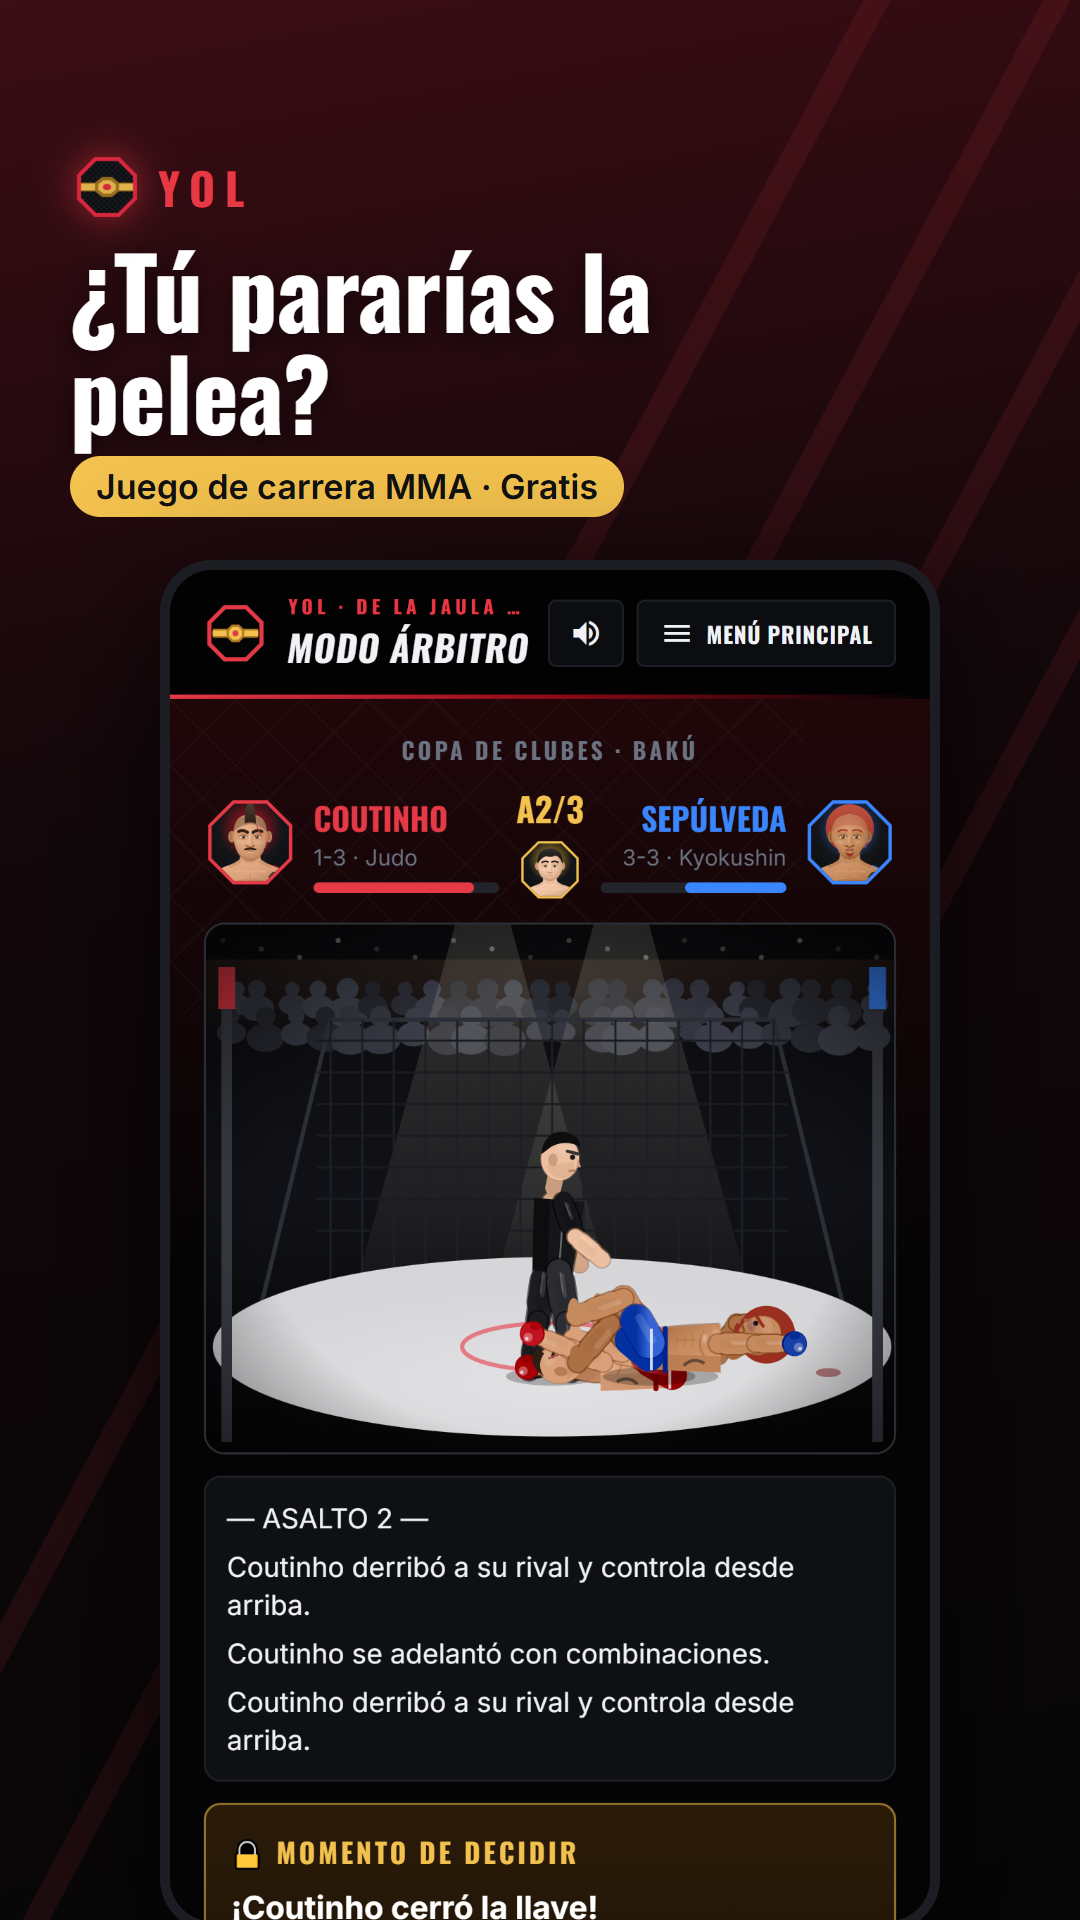 YOL
¿Tú pararías la
pelea?
Juego de carrera MMA · Gratis
YOL · DE LA JAULA …
MODO ÁRBITRO
MENÚ PRINCIPAL
COPA DE CLUBES · BAKÚ
COUTINHO
1-3 · Judo
A2/3
SEPÚLVEDA
3-3 · Kyokushin
— ASALTO 2 —
Coutinho derribó a su rival y controla desde
arriba.
Coutinho se adelantó con combinaciones.
Coutinho derribó a su rival y controla desde
arriba.
MOMENTO DE DECIDIR
¡Coutinho cerró la llave!